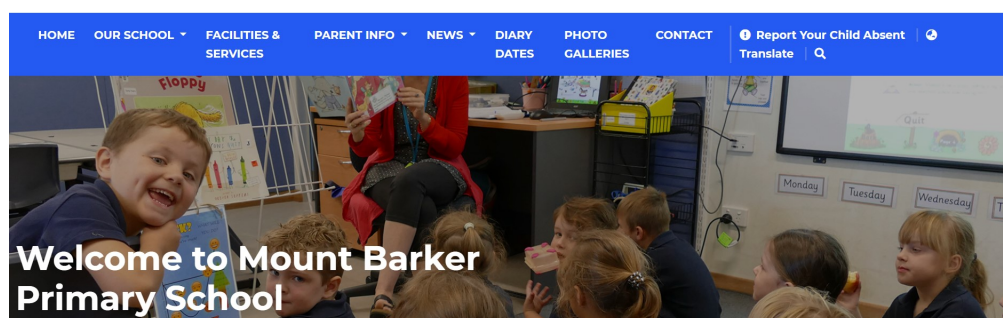 HOME OUR SCHOOL FACILITIES & PARENT INFO NEWS DIARY PHOTO CONTACT Report Your Child Absent
SERVICES DATES GALLERIES Translate
Floppy
Quit
Monday Tuesday Wednesday T
Welcome to Mount Barker
Primary School